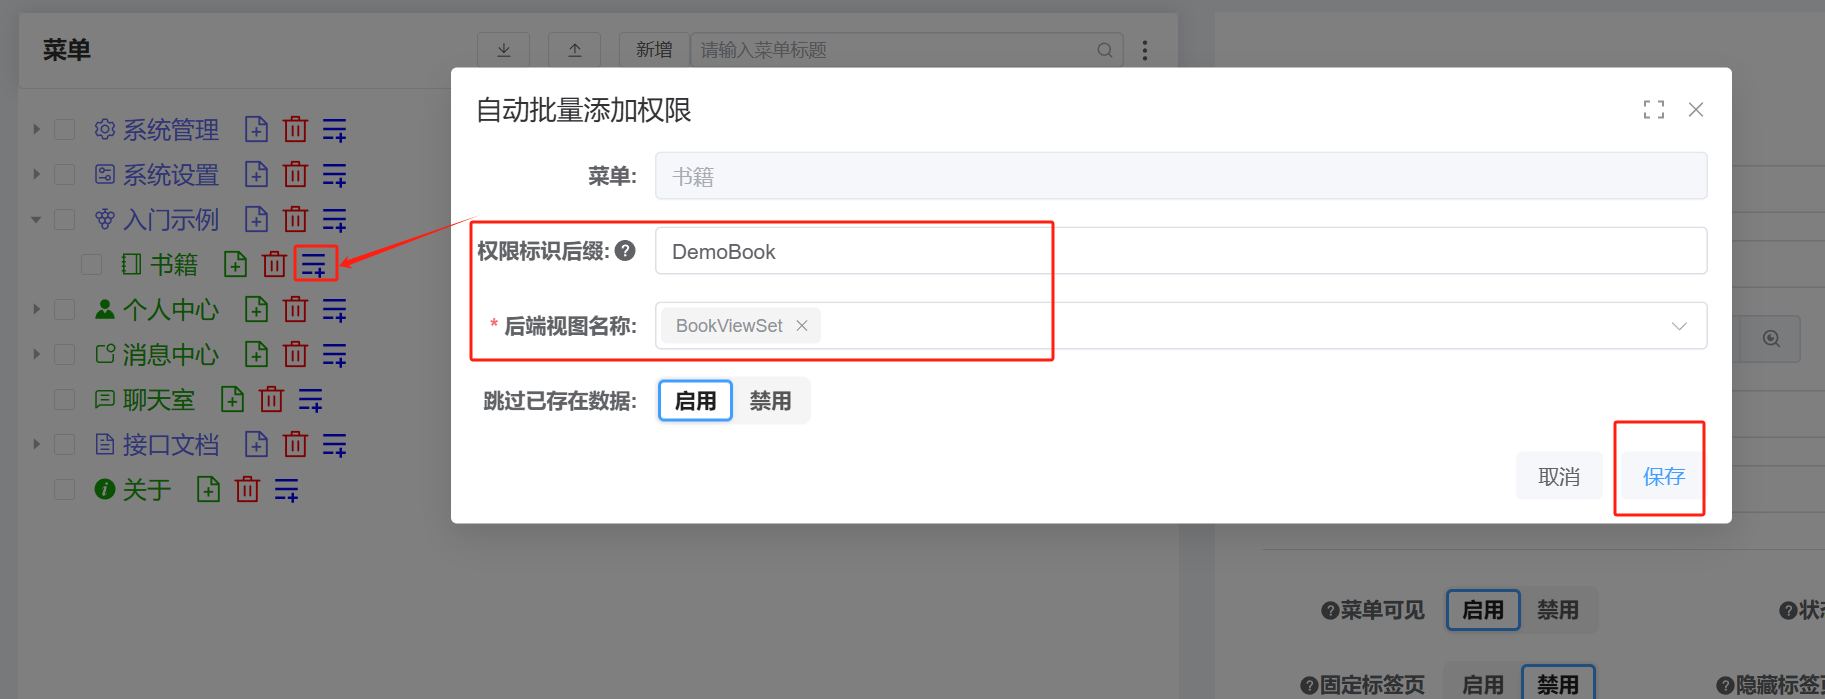 菜单
新增
请输入菜单标题
系统管理
系统设置
入门示例
书籍
个人中心
消息中心
聊天室
接口文档
关于
自动批量添加权限
菜单:
书籍
权限标识后缀:
DemoBook
* 后端视图名称:
BookViewSet
跳过已存在数据:
启用 禁用
取消
保存
菜单可见 启用 禁用
固定标签页 启用 禁用
隐藏标签